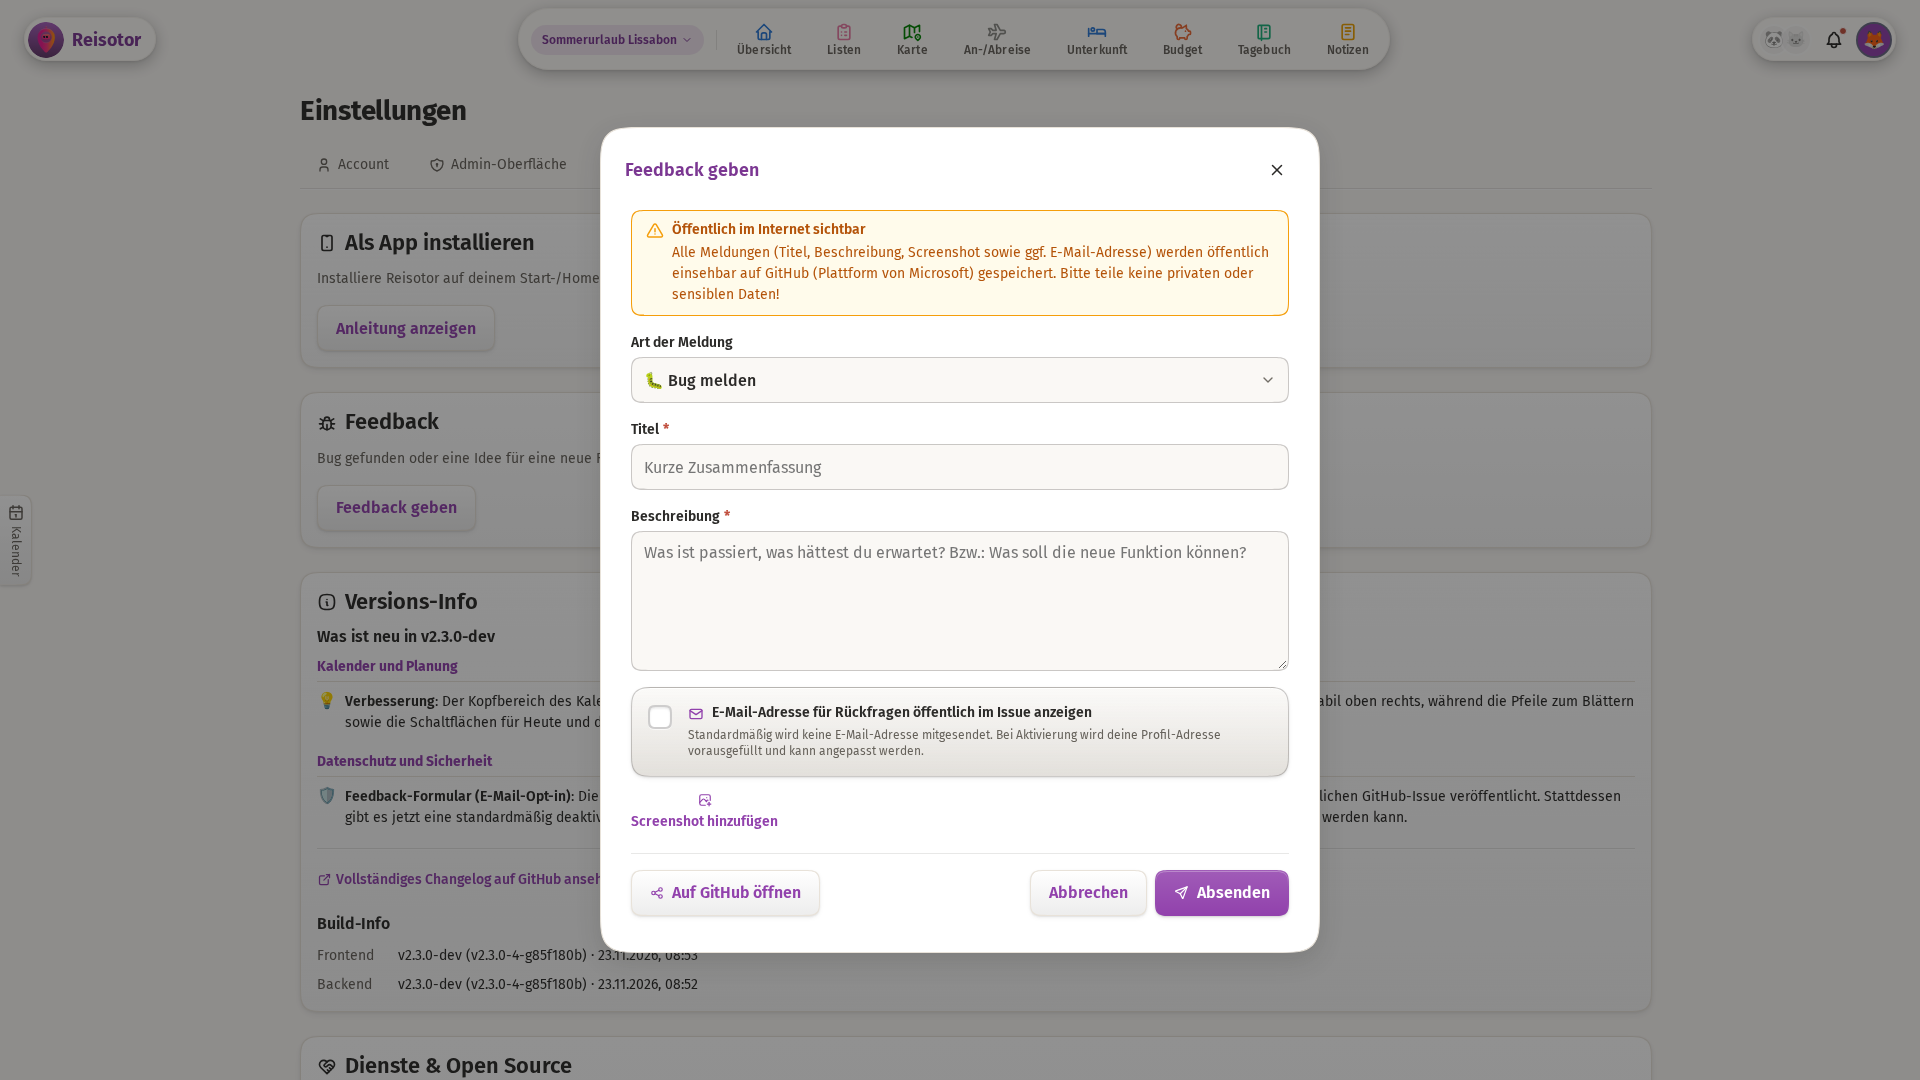 Reisotor
Sommerurlaub Lissabon
Übersicht
Listen
Karte
An-/Abreise
Unterkunft
Budget
Tagebuch
Notizen
Einstellungen
Account
Admin-Oberfläche
Als App installieren
Installiere Reisotor auf deinem Start-/Home
Anleitung anzeigen
Feedback
Bug gefunden oder eine Idee für eine neue F
Feedback geben
Kalender
Versions-Info
Was ist neu in v2.3.0-dev
Kalender und Planung
Verbesserung: Der Kopfbereich des Kale
abil oben rechts, während die Pfeile zum Blättern
sowie die Schaltflächen für Heute und d
Datenschutz und Sicherheit
Feedback-Formular (E-Mail-Opt-in): Die
lichen GitHub-Issue veröffentlicht. Stattdessen
gibt es jetzt eine standardmäßig deaktiv
werden kann.
Vollständiges Changelog auf GitHub anseh
Build-Info
Frontend v2.3.0-dev (v2.3.0-4-g85f180b) · 23.11.2026, 08:53
Backend v2.3.0-dev (v2.3.0-4-g85f180b) · 23.11.2026, 08:52
Dienste & Open Source
Feedback geben
Öffentlich im Internet sichtbar
Alle Meldungen (Titel, Beschreibung, Screenshot sowie ggf. E-Mail-Adresse) werden öffentlich
einsehbar auf GitHub (Plattform von Microsoft) gespeichert. Bitte teile keine privaten oder
sensiblen Daten!
Art der Meldung
Bug melden
Titel *
Kurze Zusammenfassung
Beschreibung *
Was ist passiert, was hättest du erwartet? Bzw.: Was soll die neue Funktion können?
E-Mail-Adresse für Rückfragen öffentlich im Issue anzeigen
Standardmäßig wird keine E-Mail-Adresse mitgesendet. Bei Aktivierung wird deine Profil-Adresse
vorausgefüllt und kann angepasst werden.
Screenshot hinzufügen
Auf GitHub öffnen
Abbrechen
Absenden